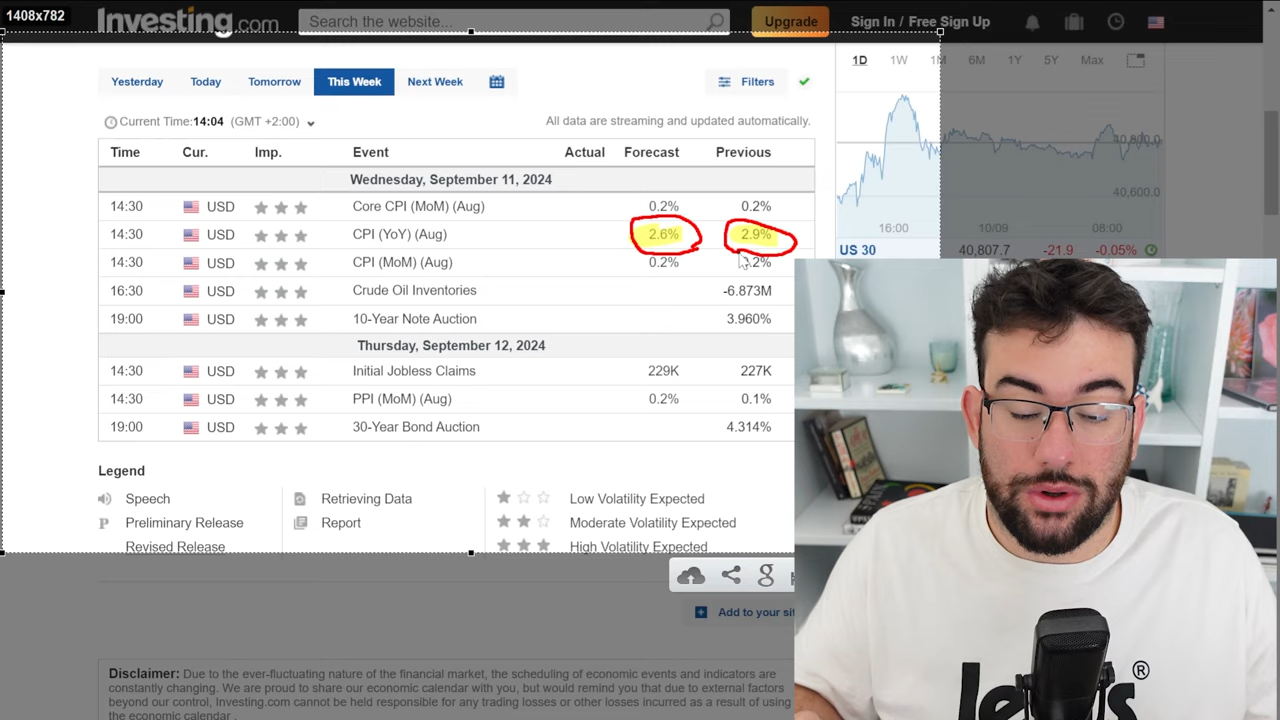 1408x782
Investing.com
Search the website...
Upgrade
Sign In / Free Sign Up
Yesterday Today Tomorrow This Week Next Week Filters
1D 1W 1M 6M 1Y 5Y Max
Current Time:14:04 (GMT +2:00) All data are streaming and updated automatically.
Time Cur. Imp. Event Actual Forecast Previous
Wednesday, September 11, 2024
14:30 USD Core CPI (MoM) (Aug) 0.2% 0.2%
14:30 USD CPI (YoY) (Aug) 2.6% 2.9%
14:30 USD CPI (MoM) (Aug) 0.2% 0.2%
16:30 USD Crude Oil Inventories -6.873M
19:00 USD 10-Year Note Auction 3.960%
Thursday, September 12, 2024
14:30 USD Initial Jobless Claims 229K 227K
14:30 USD PPI (MoM) (Aug) 0.2% 0.1%
19:00 USD 30-Year Bond Auction 4.314%
40,800.0
40,600.0
16:00 10/09 08:00
US 30 40,807.7 -21.9 -0.05%
Legend
Speech
P Preliminary Release
Revised Release
Retrieving Data
Report
Low Volatility Expected
Moderate Volatility Expected
High Volatility Expected
g
Add to your sit
Disclaimer: Due to the ever-fluctuating nature of the financial market, the scheduling of economic events and indicators are
constantly changing. We are proud to share our economic calendar with you, but would remind you that due to external factors
beyond our control, Investing.com cannot be held responsible for any trading losses or other losses incurred as a result of using
the economic calendar .
®